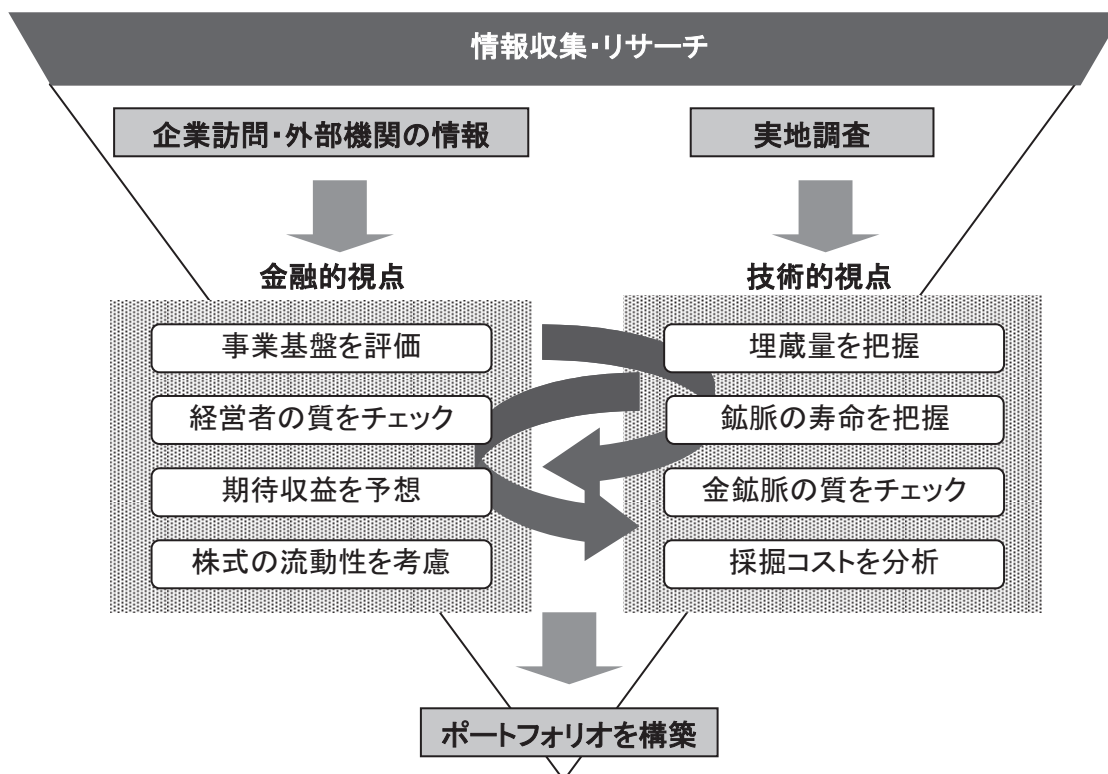 情報収集・リサーチ
企業訪問・外部機関の情報
実地調査
金融的視点
事業基盤を評価
経営者の質をチェック
期待収益を予想
株式の流動性を考慮
技術的視点
埋蔵量を把握
鉱脈の寿命を把握
金鉱脈の質をチェック
採掘コストを分析
ポートフォリオを構築